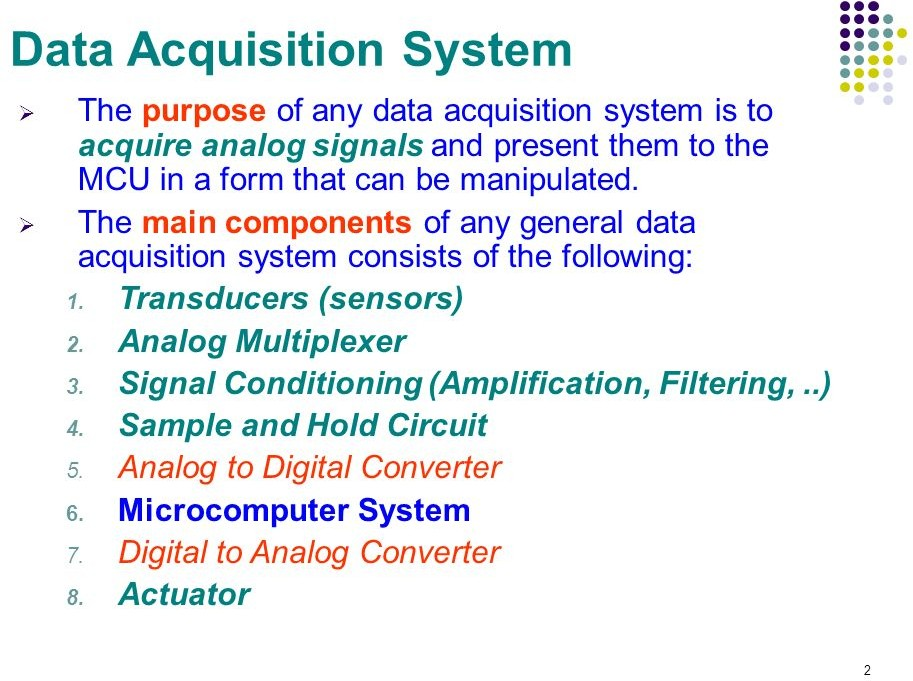 Data Acquisition System
➢ The purpose of any data acquisition system is to
acquire analog signals and present them to the
MCU in a form that can be manipulated.
➢ The main components of any general data
acquisition system consists of the following:
1. Transducers (sensors)
2. Analog Multiplexer
3. Signal Conditioning (Amplification, Filtering, ..)
4. Sample and Hold Circuit
5. Analog to Digital Converter
6. Microcomputer System
7. Digital to Analog Converter
8. Actuator
2